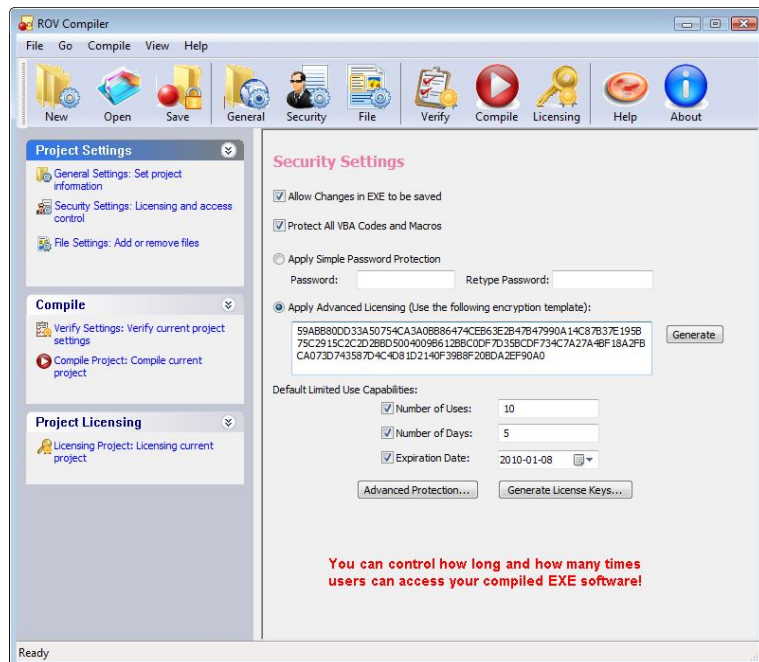 ROV Compiler
File Go Compile View Help
New Open Save General Security File Verify Compile Licensing Help About
Project Settings
General Settings: Set project
information
Security Settings: Licensing and access
control
File Settings: Add or remove files
Compile
Verify Settings: Verify current project
settings
Compile Project: Compile current
project
Project Licensing
Licensing Project: Licensing current
project
Security Settings
Allow Changes in EXE to be saved
Protect All VBA Codes and Macros
Apply Simple Password Protection
Password: Retype Password:
Apply Advanced Licensing (Use the following encryption template):
59ABB80DD33A50754CA3A0BB86474CEB63E2B47B47990A14C87B37E195B
75C2915C2C2D2BBD5004009B612BBC0DF7D35BCDF734C7A27A4BF18A2FB
CA073D743587D4C4D81D2140F39B8F20BDA2EF90A0
Generate
Default Limited Use Capabilities:
Number of Uses: 10
Number of Days: 5
Expiration Date: 2010-01-08
Advanced Protection... Generate License Keys...
You can control how long and how many times
users can access your compiled EXE software!
Ready